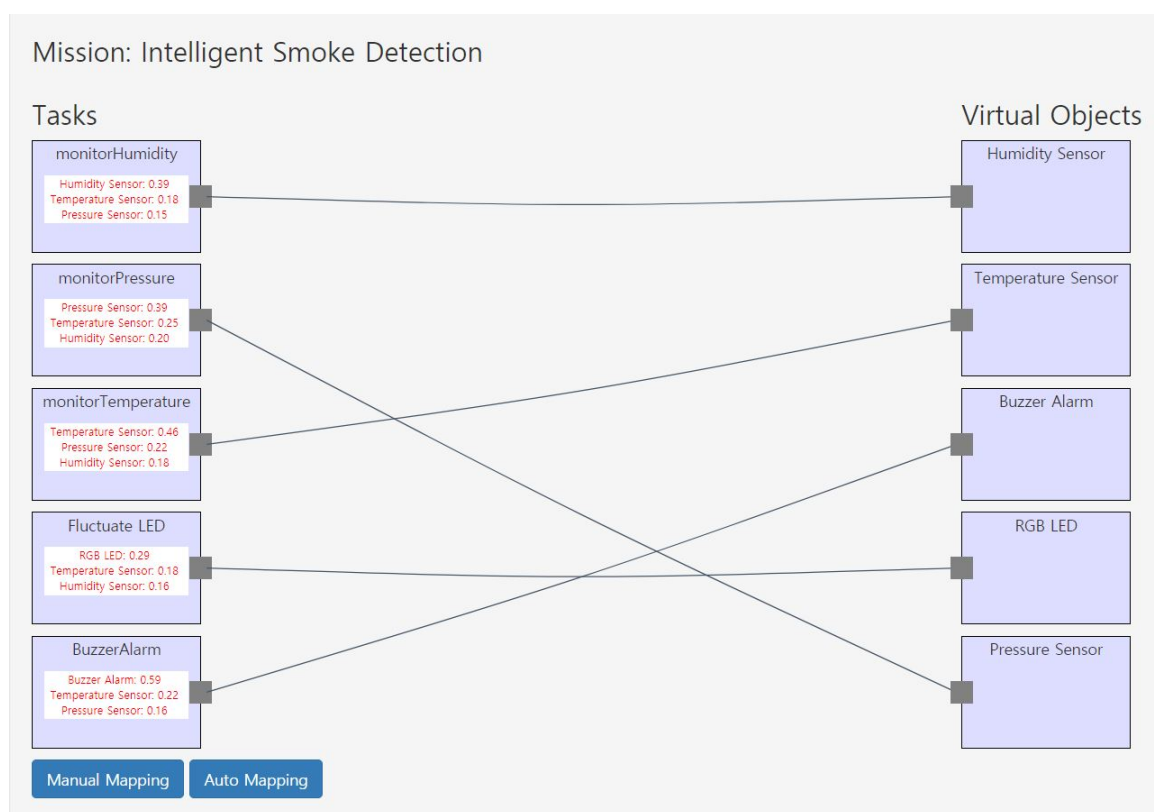 Mission: Intelligent Smoke Detection
Tasks
Virtual Objects
monitorHumidity
Humidity Sensor: 0.39
Temperature Sensor: 0.18
Pressure Sensor: 0.15
Humidity Sensor
monitorPressure
Pressure Sensor: 0.39
Temperature Sensor: 0.25
Humidity Sensor: 0.20
Temperature Sensor
monitorTemperature
Temperature Sensor: 0.46
Pressure Sensor: 0.22
Humidity Sensor: 0.18
Buzzer Alarm
Fluctuate LED
RGB LED: 0.29
Temperature Sensor: 0.18
Humidity Sensor: 0.16
RGB LED
BuzzerAlarm
Buzzer Alarm: 0.59
Temperature Sensor: 0.22
Pressure Sensor: 0.16
Pressure Sensor
Manual Mapping
Auto Mapping